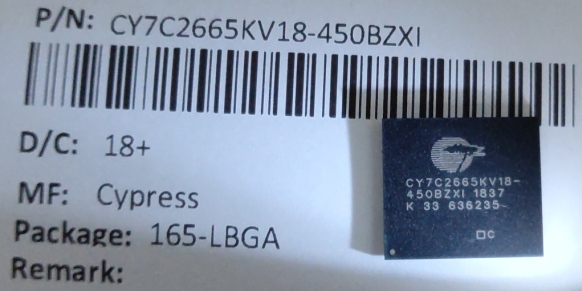 P/N: CY7C2665KV18-450BZXI
D/C: 18+
MF: Cypress
Package: 165-LBGA
Remark:
CY7C2665KV18-
450BZXI 1837
K 33 636235
C